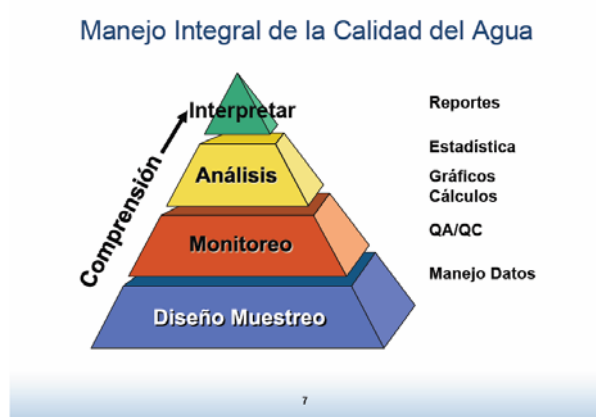 Manejo Integral de la Calidad del Agua
Interpretar
Análisis
Monitoreo
Diseño Muestreo
Comprensión
Reportes
Estadística
Gráficos
Cálculos
QA/QC
Manejo Datos
7